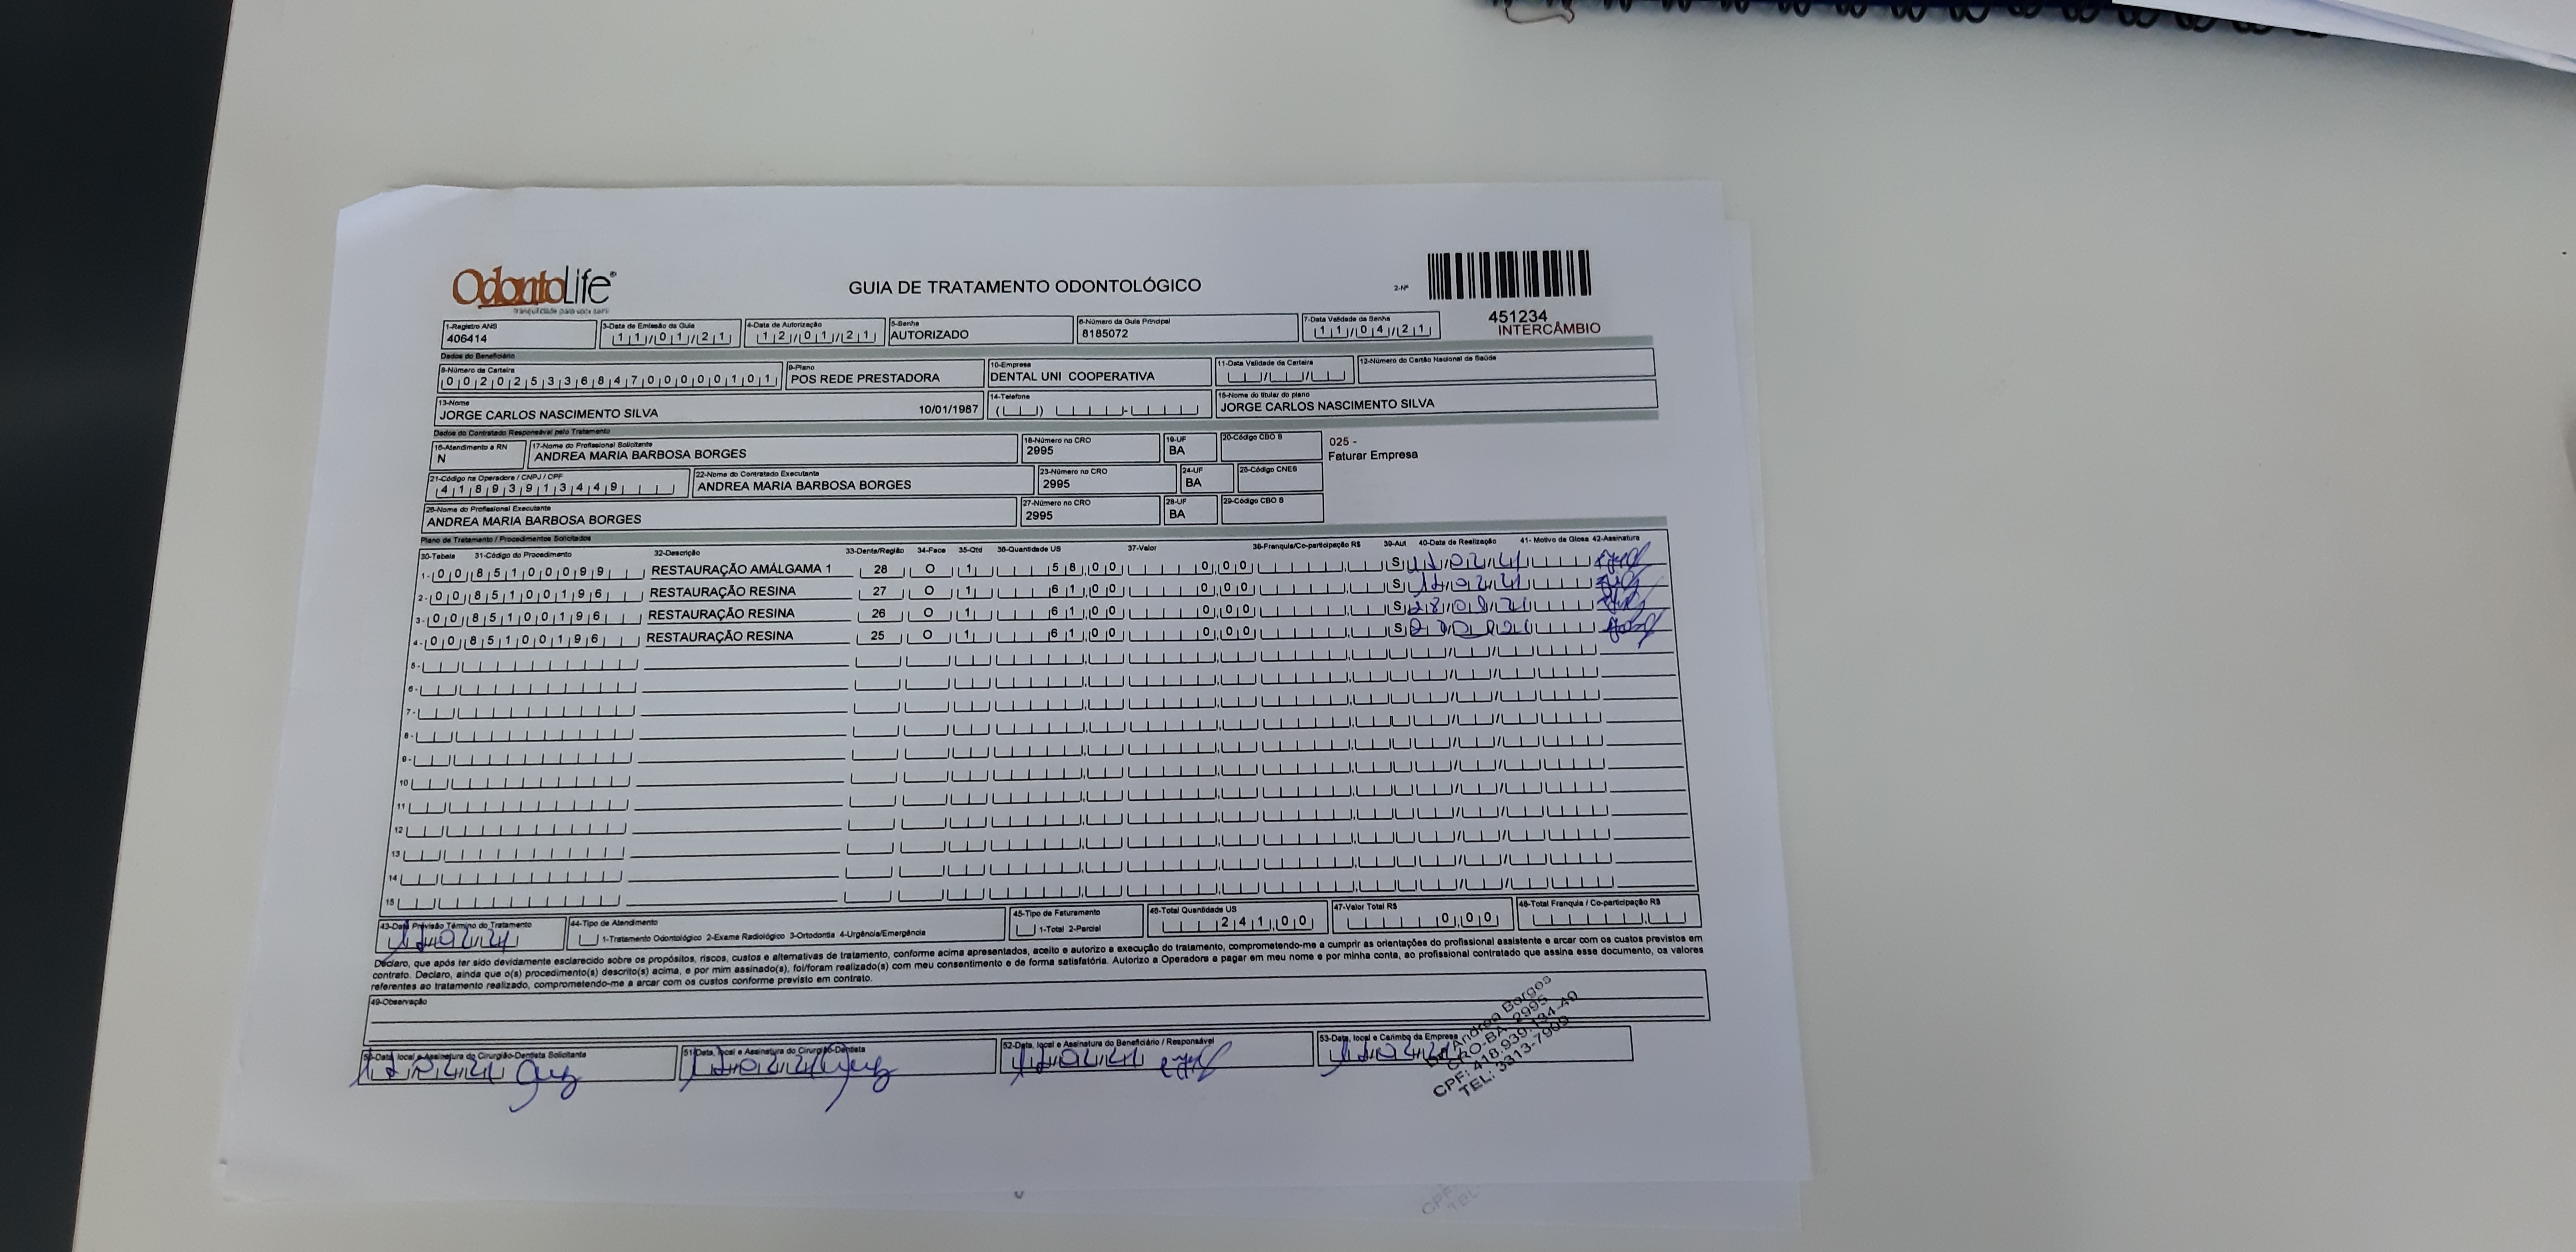 OdontoLife®
Tranquilidade para você sorrir
GUIA DE TRATAMENTO ODONTOLÓGICO
2-Nº
451234
INTERCÂMBIO
1-Registro ANS 3-Data de Emissão da Guia 4-Data de Autorização 5-Senha 6-Número da Guia Principal 7-Data Validade da Senha
406414 11/01/21 12/01/21 AUTORIZADO 8185072 11/04/21
Dados do Beneficiário
8-Número da Carteira 9-Plano 10-Empresa 11-Data Validade da Carteira 12-Número do Cartão Nacional de Saúde
00202533684700000101 POS REDE PRESTADORA DENTAL UNI COOPERATIVA
13-Nome 14-Telefone 15-Nome do titular do plano
JORGE CARLOS NASCIMENTO SILVA 10/01/1987 JORGE CARLOS NASCIMENTO SILVA
Dados do Contratado Responsável pelo Tratamento
16-Atendimento a RN 17-Nome do Profissional Solicitante 18-Número no CRO 19-UF 20-Código CBO S
N ANDREA MARIA BARBOSA BORGES 2995 BA
025 -
Faturar Empresa
21-Código na Operadora / CNPJ / CPF 22-Nome do Contratado Executante 23-Número no CRO 24-UF 25-Código CNES
41893913449 ANDREA MARIA BARBOSA BORGES 2995 BA
26-Nome do Profissional Executante 27-Número no CRO 28-UF 29-Código CBO S
ANDREA MARIA BARBOSA BORGES 2995 BA
Plano de Tratamento / Procedimentos Solicitados
30-Tabela 31-Código do Procedimento 32-Descrição 33-Dente/Região 34-Face 35-Qtd 36-Quantidade US 37-Valor 38-Franquia/Co-participação R$ 39-Aut 40-Data de Realização 41- Motivo da Glosa 42-Assinatura
1- 00 85100099 RESTAURAÇÃO AMÁLGAMA 1 28 O 1 58,00 0,00 S
2- 00 85100196 RESTAURAÇÃO RESINA 27 O 1 61,00 0,00 S
3- 00 85100196 RESTAURAÇÃO RESINA 26 O 1 61,00 0,00 S
4- 00 85100196 RESTAURAÇÃO RESINA 25 O 1 61,00 0,00 S
5-
6-
7-
8-
9-
10
11
12
13
14
15
43-Data Previsão Término do Tratamento 44-Tipo de Atendimento 45-Tipo de Faturamento 46-Total Quantidade US 47-Valor Total R$ 48-Total Franquia / Co-participação R$
1-Tratamento Odontológico 2-Exame Radiológico 3-Ortodontia 4-Urgência/Emergência 1-Total 2-Parcial 241,00 0,00
Declaro, que após ter sido devidamente esclarecido sobre os propósitos, riscos, custos e alternativas de tratamento, conforme acima apresentados, aceito e autorizo a execução do tratamento, comprometendo-me a cumprir as orientações do profissional assistente e arcar com os custos previstos em
contrato. Declaro, ainda que o(s) procedimento(s) descrito(s) acima, e por mim assinado(s), foi/foram realizado(s) com meu consentimento e de forma satisfatória. Autorizo a Operadora a pagar em meu nome e por minha conta, ao profissional contratado que assina esse documento, os valores
referentes ao tratamento realizado, comprometendo-me a arcar com os custos conforme previsto em contrato.
49-Observação
50-Data, local e Assinatura do Cirurgião-Dentista Solicitante 51-Data, local e Assinatura do Cirurgião-Dentista 52-Data, local e Assinatura do Beneficiário / Responsável 53-Data, local e Carimbo da Empresa
Andrea Borges
CRO-BA: 2995
CPF: 418.939.134-49
TEL: 3313-7909
CPF:
TEL: